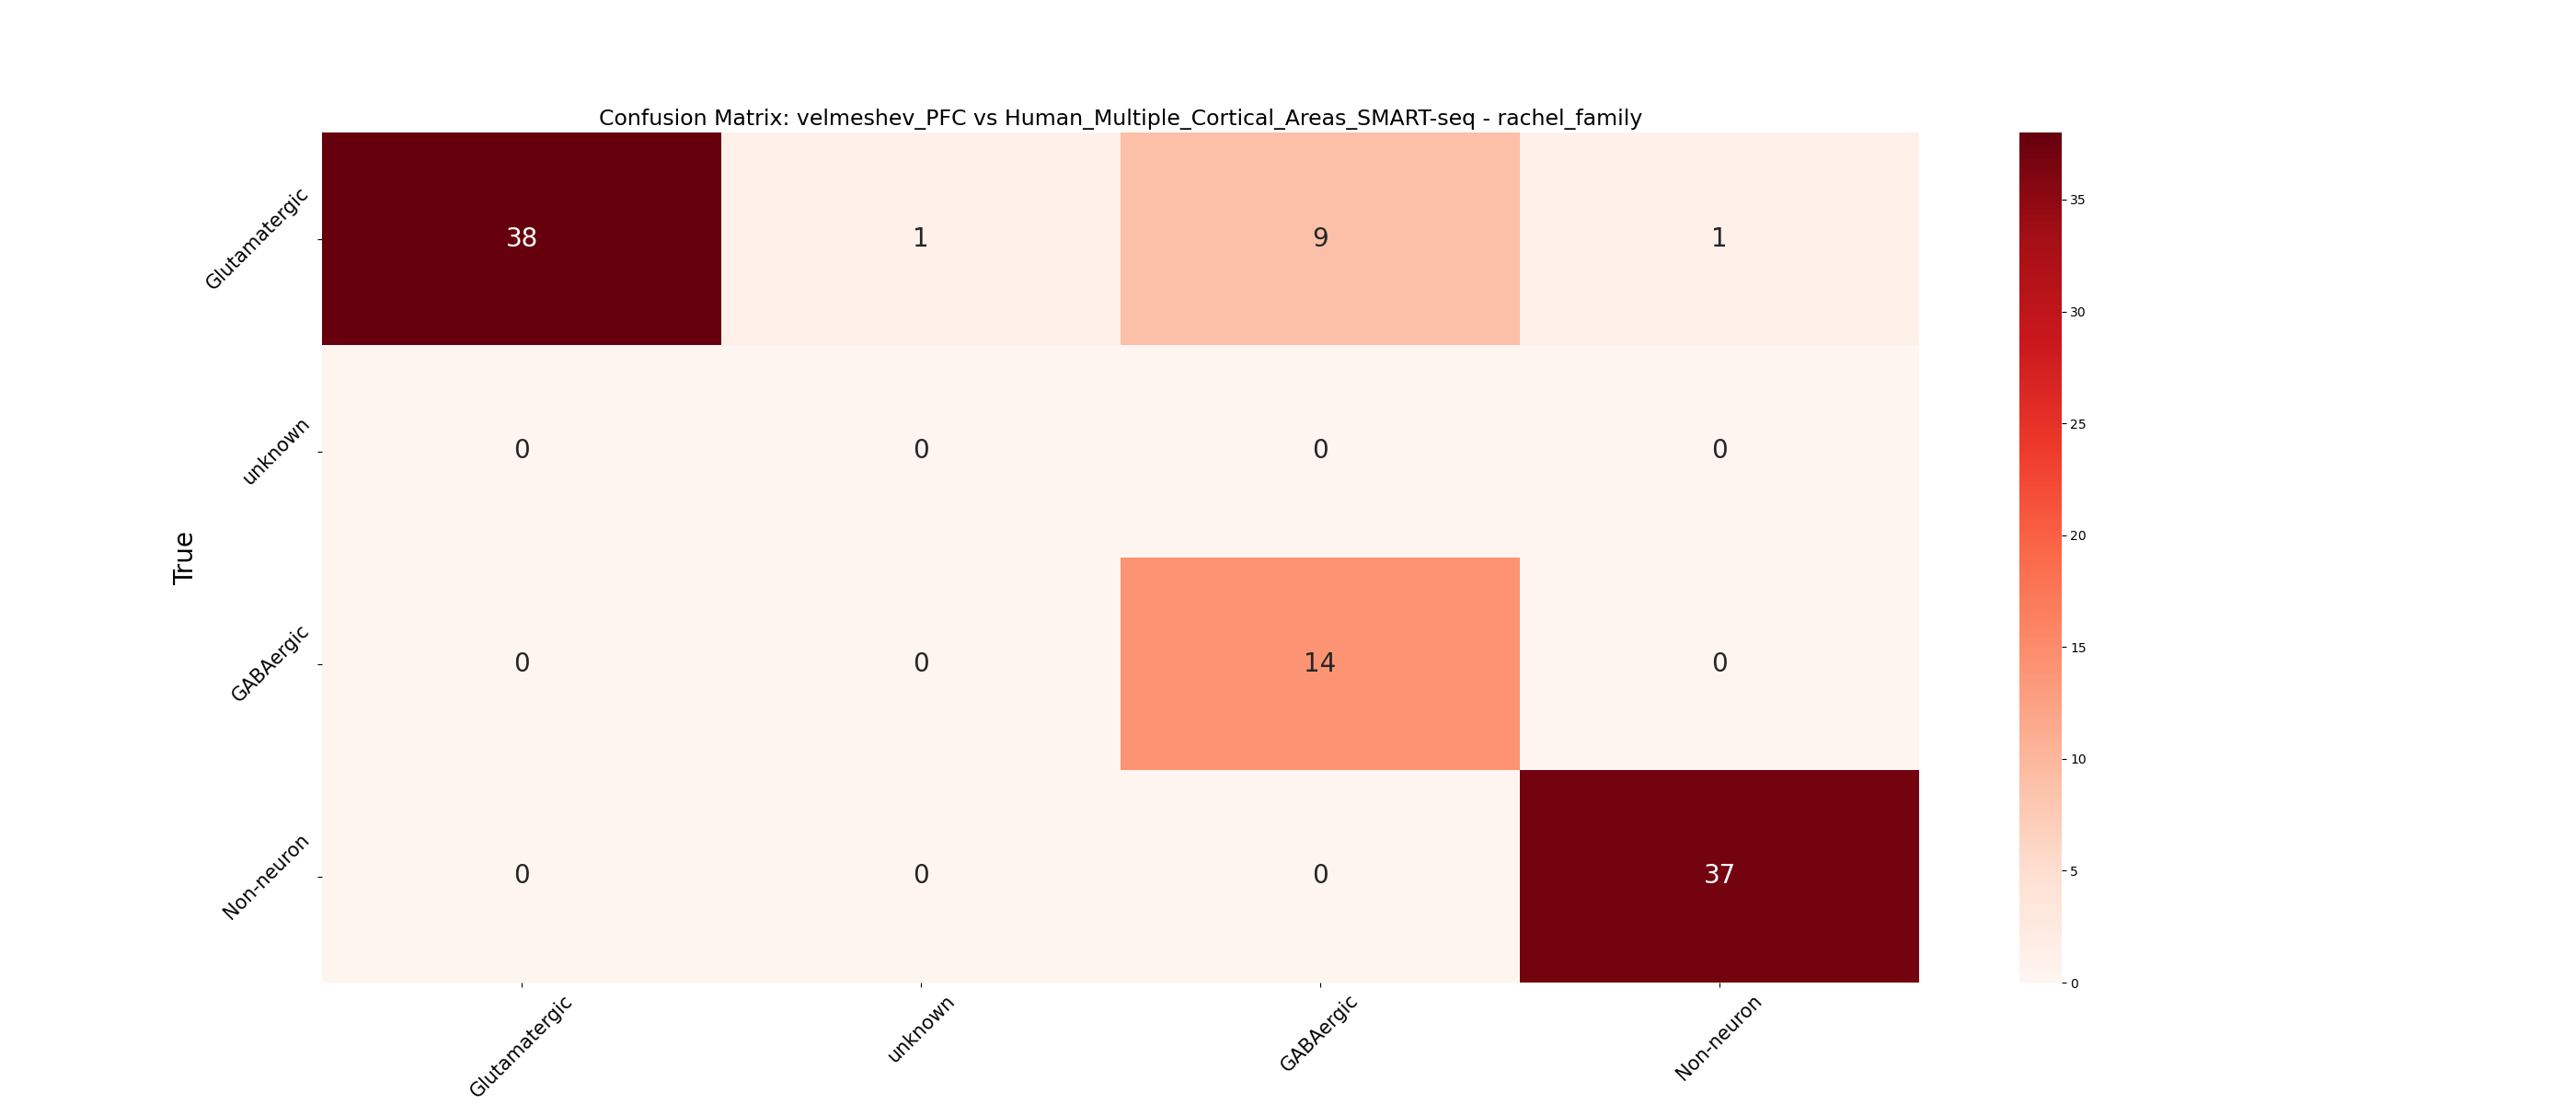 Confusion Matrix: velmeshev_PFC vs Human_Multiple_Cortical_Areas_SMART-seq - rachel_family
Glutamatergic
38 1 9 1
unknown
0 0 0 0
GABAergic
0 0 14 0
Non-neuron
0 0 0 37
True
Glutamatergic unknown GABAergic Non-neuron
35
30
25
20
15
10
5
0